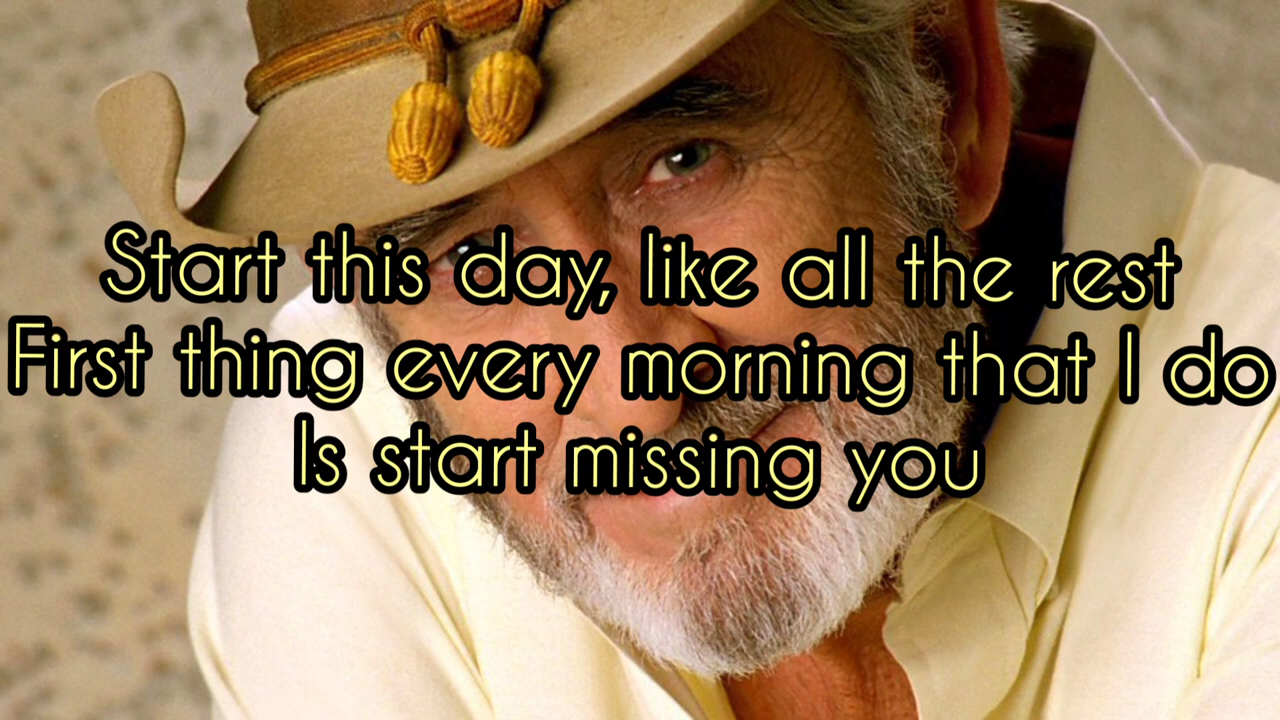 Start this day, like all the rest
First thing every morning that I do
Is start missing you